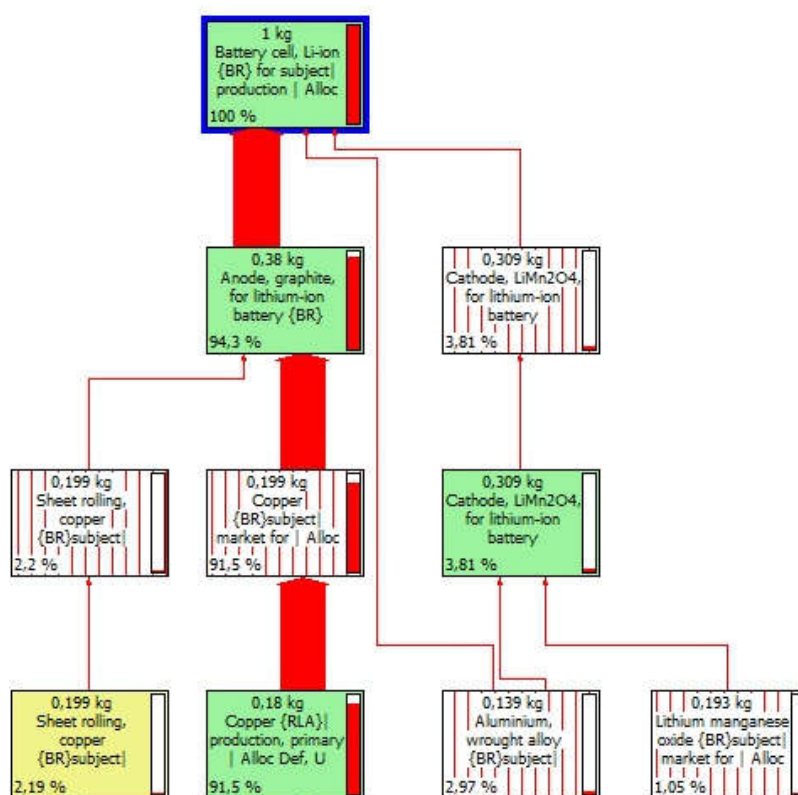 1 kg
Battery cell, Li-ion
{BR} for subject|
production | Alloc
100 %
0,38 kg
Anode, graphite,
for lithium-ion
battery {BR}
94,3 %
0,309 kg
Cathode, LiMn2O4,
for lithium-ion
battery
3,81 %
0,199 kg
Sheet rolling,
copper
{BR}subject|
2,2 %
0,199 kg
Copper
{BR}subject|
market for | Alloc
91,5 %
0,309 kg
Cathode, LiMn2O4,
for lithium-ion
battery
3,81 %
0,199 kg
Sheet rolling,
copper
{BR}subject|
2,19 %
0,18 kg
Copper {RLA}|
production, primary
| Alloc Def, U
91,5 %
0,139 kg
Aluminium,
wrought alloy
{BR}subject|
2,97 %
0,193 kg
Lithium manganese
oxide {BR}subject|
market for | Alloc
1,05 %